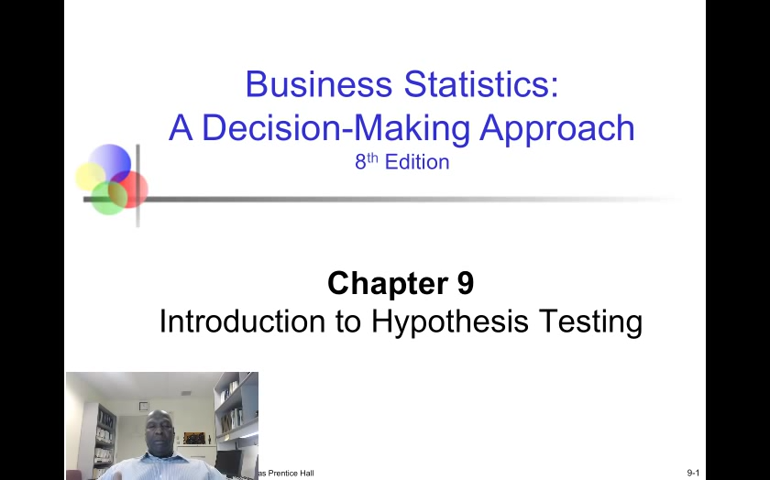 Business Statistics:
A Decision-Making Approach
8th Edition
Chapter 9
Introduction to Hypothesis Testing
as Prentice Hall
9-1